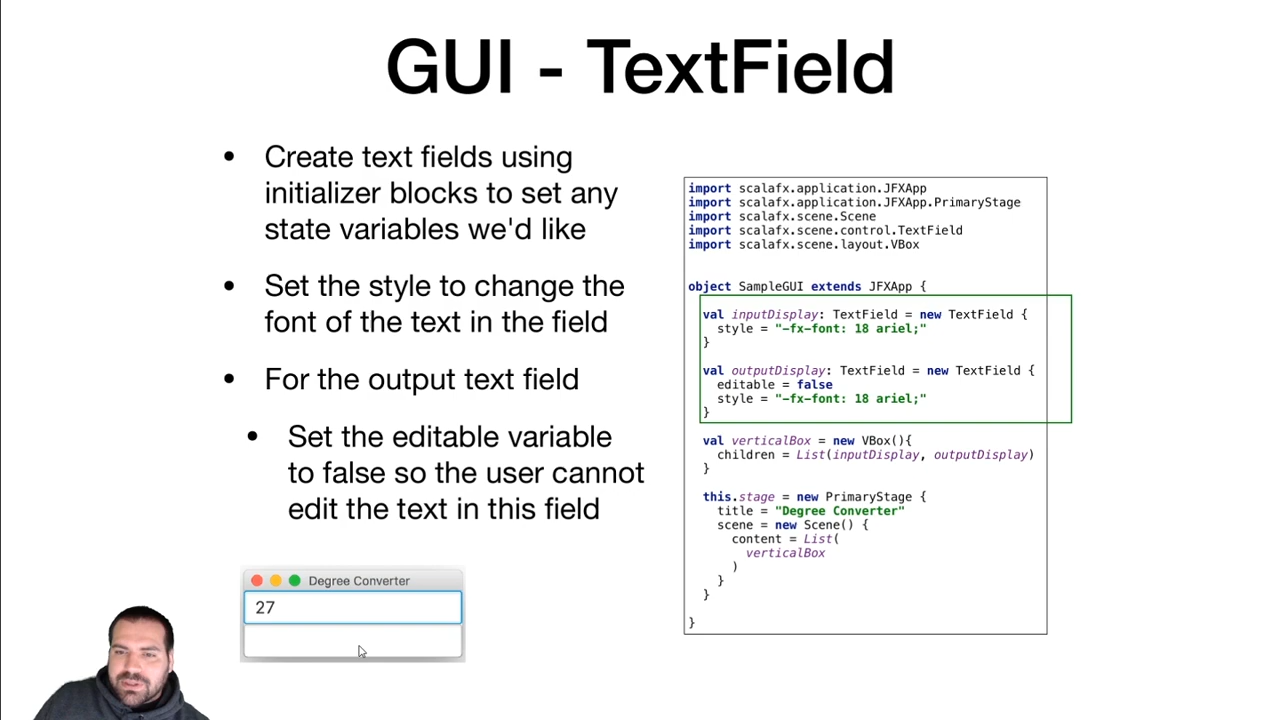 GUI - TextField
• Create text fields using
initializer blocks to set any
state variables we'd like
• Set the style to change the
font of the text in the field
• For the output text field
• Set the editable variable
to false so the user cannot
edit the text in this field
Degree Converter
27
import scalafx.application.JFXApp
import scalafx.application.JFXApp.PrimaryStage
import scalafx.scene.Scene
import scalafx.scene.control.TextField
import scalafx.scene.layout.VBox
object SampleGUI extends JFXApp {
val inputDisplay: TextField = new TextField {
style = "-fx-font: 18 ariel;"
}
val outputDisplay: TextField = new TextField {
editable = false
style = "-fx-font: 18 ariel;"
}
val verticalBox = new VBox(){
children = List(inputDisplay, outputDisplay)
}
this.stage = new PrimaryStage {
title = "Degree Converter"
scene = new Scene() {
content = List(
verticalBox
)
}
}
}